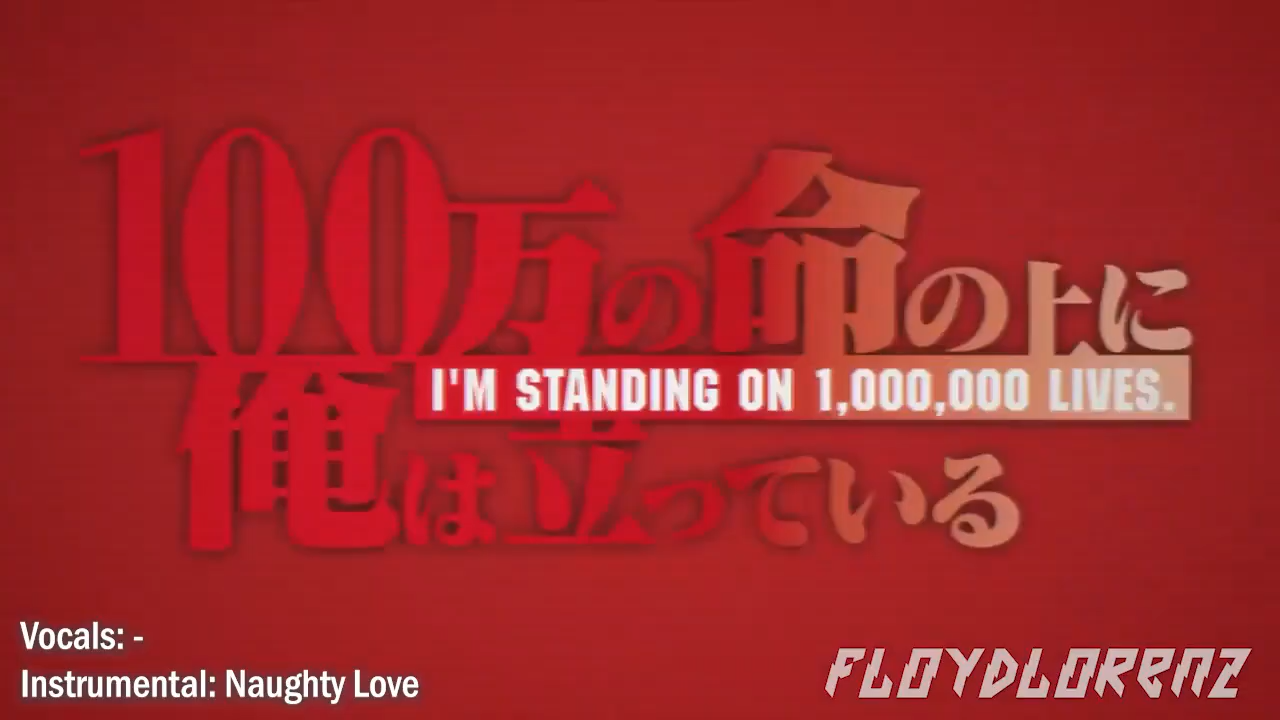 100万の命の上に
I'M STANDING ON 1,000,000 LIVES.
俺は立っている
Vocals: -
Instrumental: Naughty Love
FLOYDLORENZ